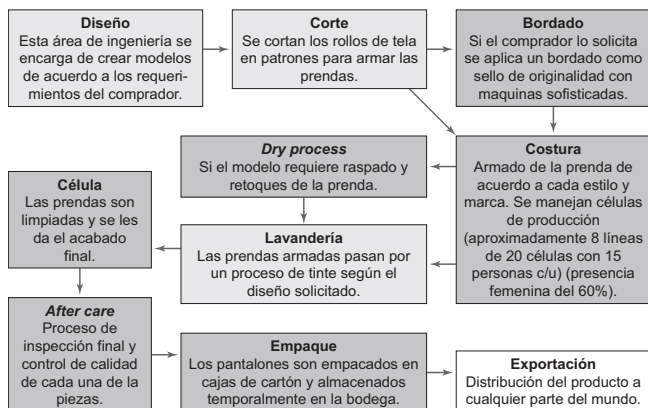 Diseño
Esta área de ingeniería se
encarga de crear modelos
de acuerdo a los requeri-
mientos del comprador.
Corte
Se cortan los rollos de tela
en patrones para armar las
prendas.
Bordado
Si el comprador lo solicita
se aplica un bordado como
sello de originalidad con
maquinas sofisticadas.
Costura
Armado de la prenda de
acuerdo a cada estilo y
marca. Se manejan células
de producción
(aproximadamente 8 líneas
de 20 células con 15
personas c/u) (presencia
femenina del 60%).
Dry process
Si el modelo requiere raspado y
retoques de la prenda.
Lavandería
Las prendas armadas pasan por
un proceso de tinte según el
diseño solicitado.
Célula
Las prendas son
limpiadas y se les
da el acabado
final.
After care
Proceso de
inspección final y
control de calidad
de cada una de la
piezas.
Empaque
Los pantalones son empacados en
cajas de cartón y almacenados
temporalmente en la bodega.
Exportación
Distribución del producto a
cualquier parte del mundo.